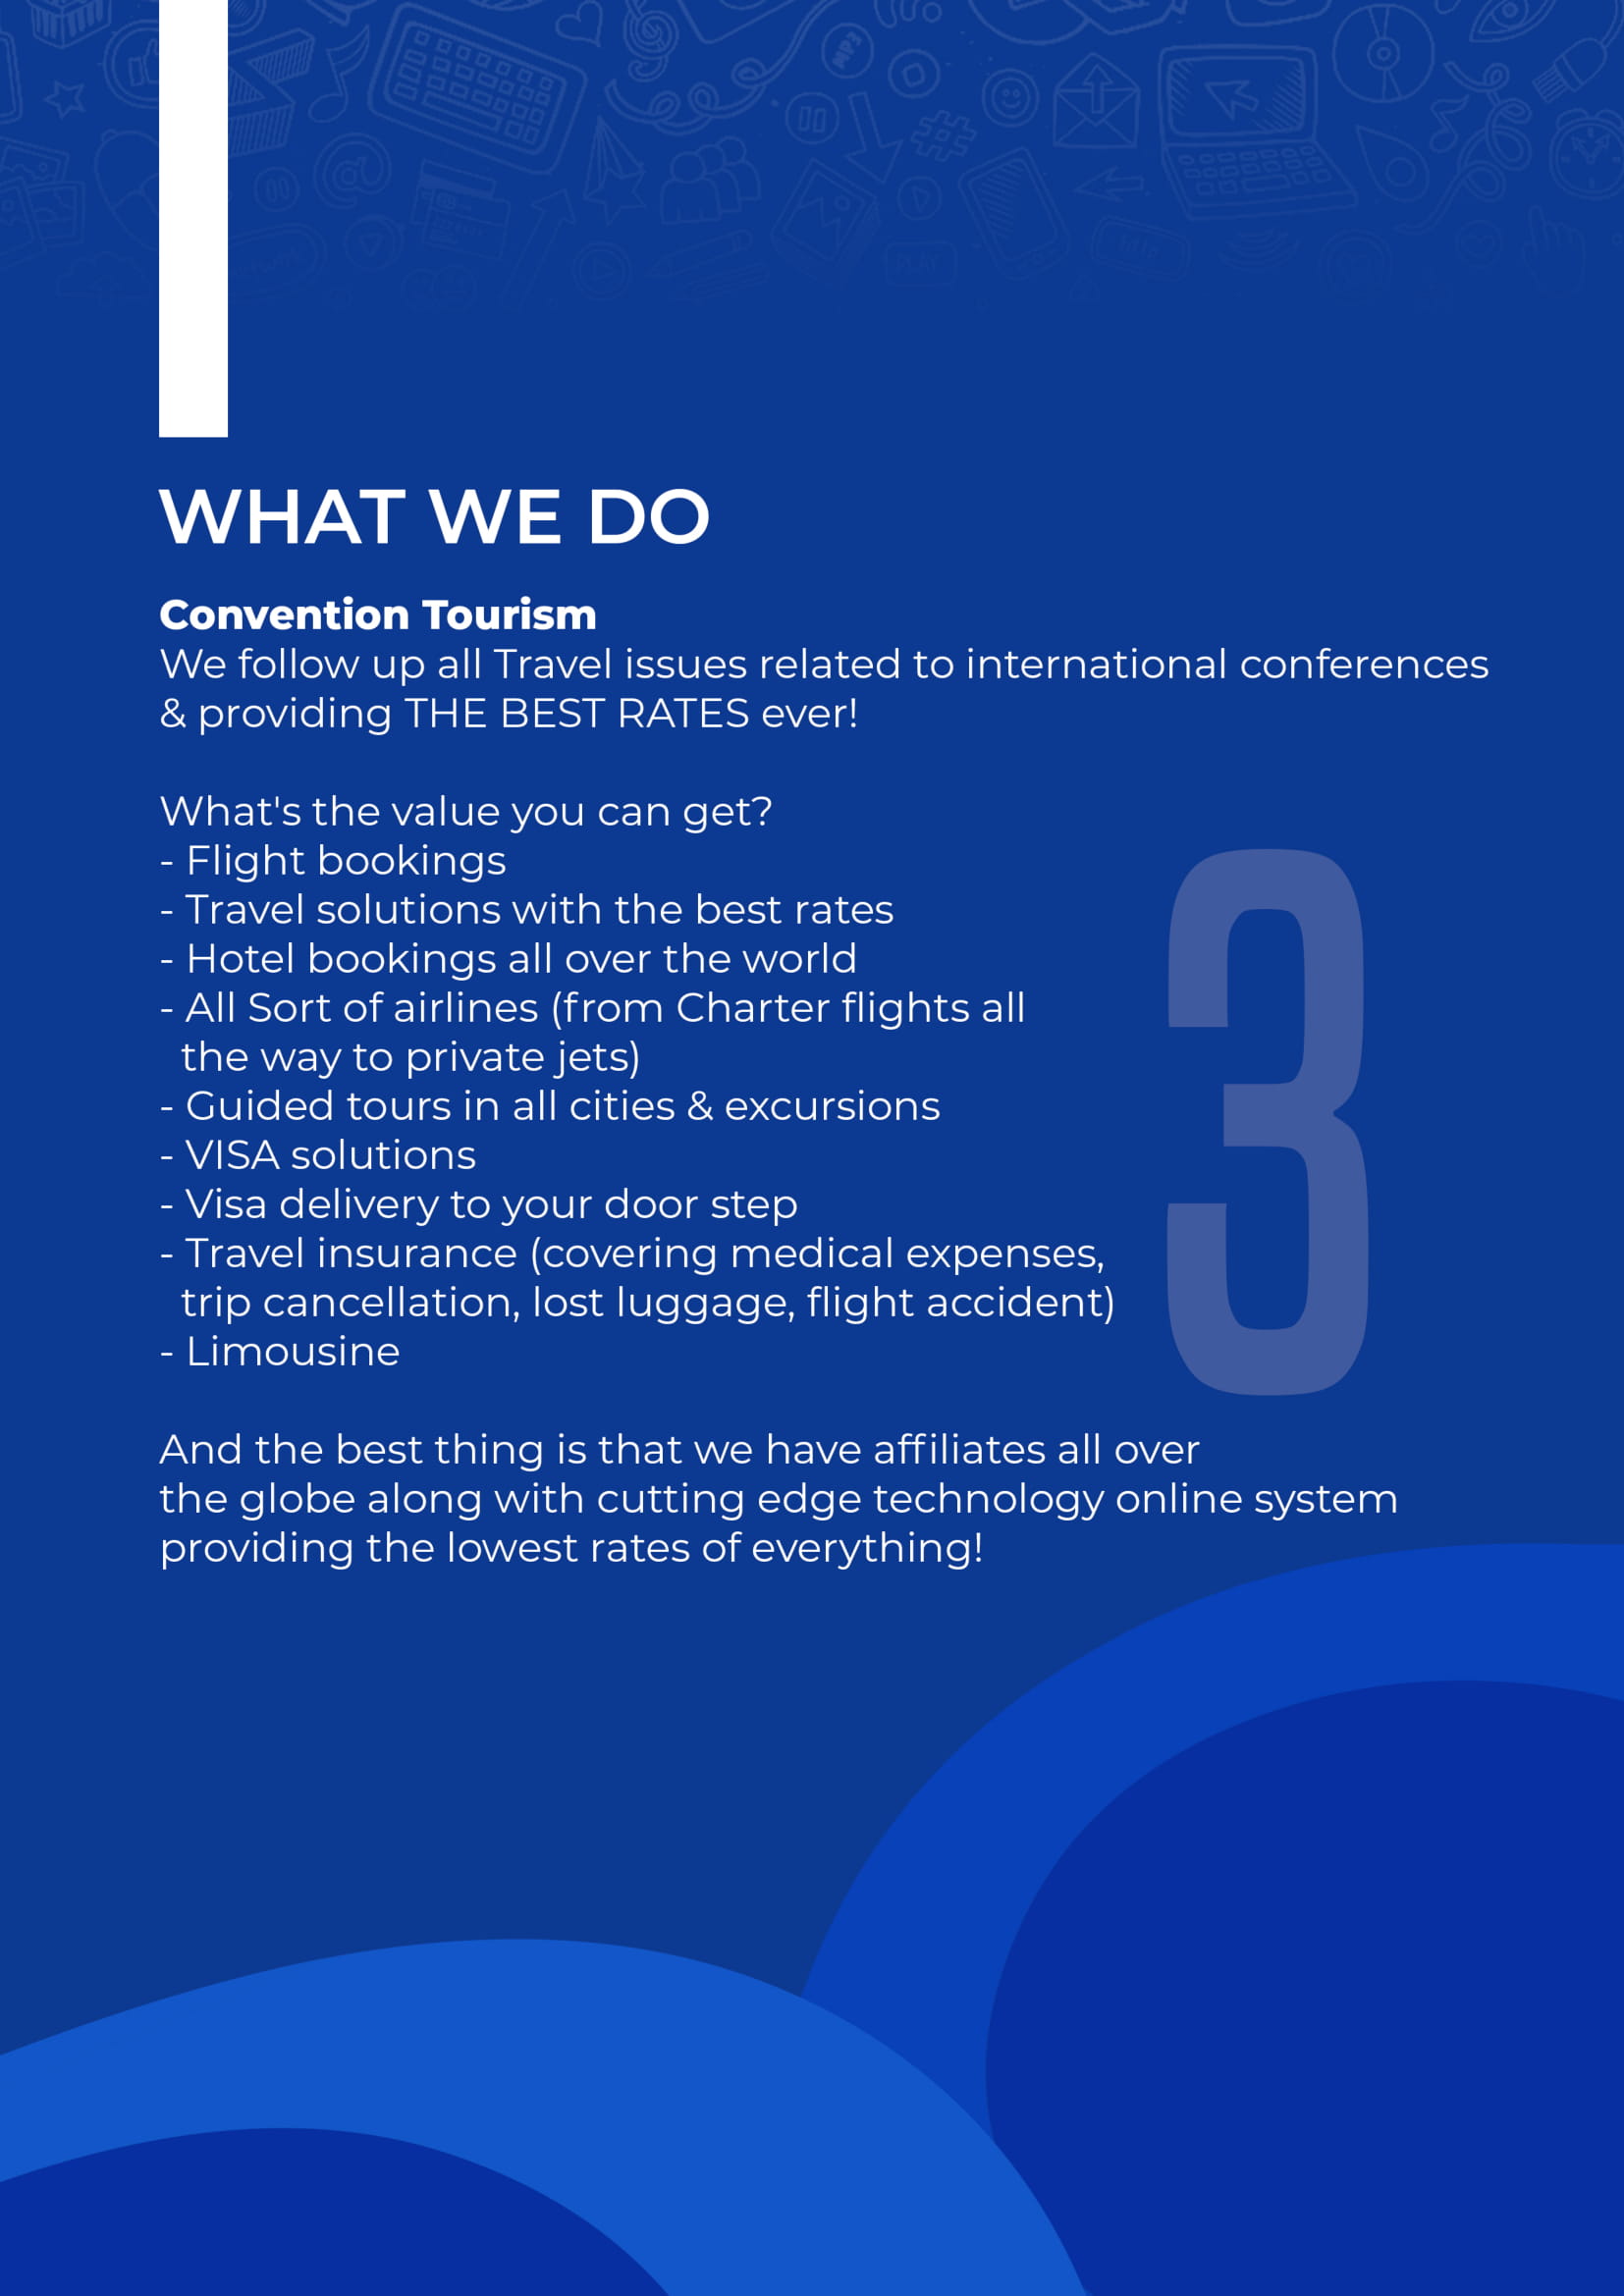 WHAT WE DO
Convention Tourism
We follow up all Travel issues related to international conferences
& providing THE BEST RATES ever!
What's the value you can get?
- Flight bookings
- Travel solutions with the best rates
- Hotel bookings all over the world
- All Sort of airlines (from Charter flights all
the way to private jets)
- Guided tours in all cities & excursions
- VISA solutions
- Visa delivery to your door step
- Travel insurance (covering medical expenses,
trip cancellation, lost luggage, flight accident)
- Limousine
3
And the best thing is that we have affiliates all over
the globe along with cutting edge technology online system
providing the lowest rates of everything!
MP3
@
#
PLAY